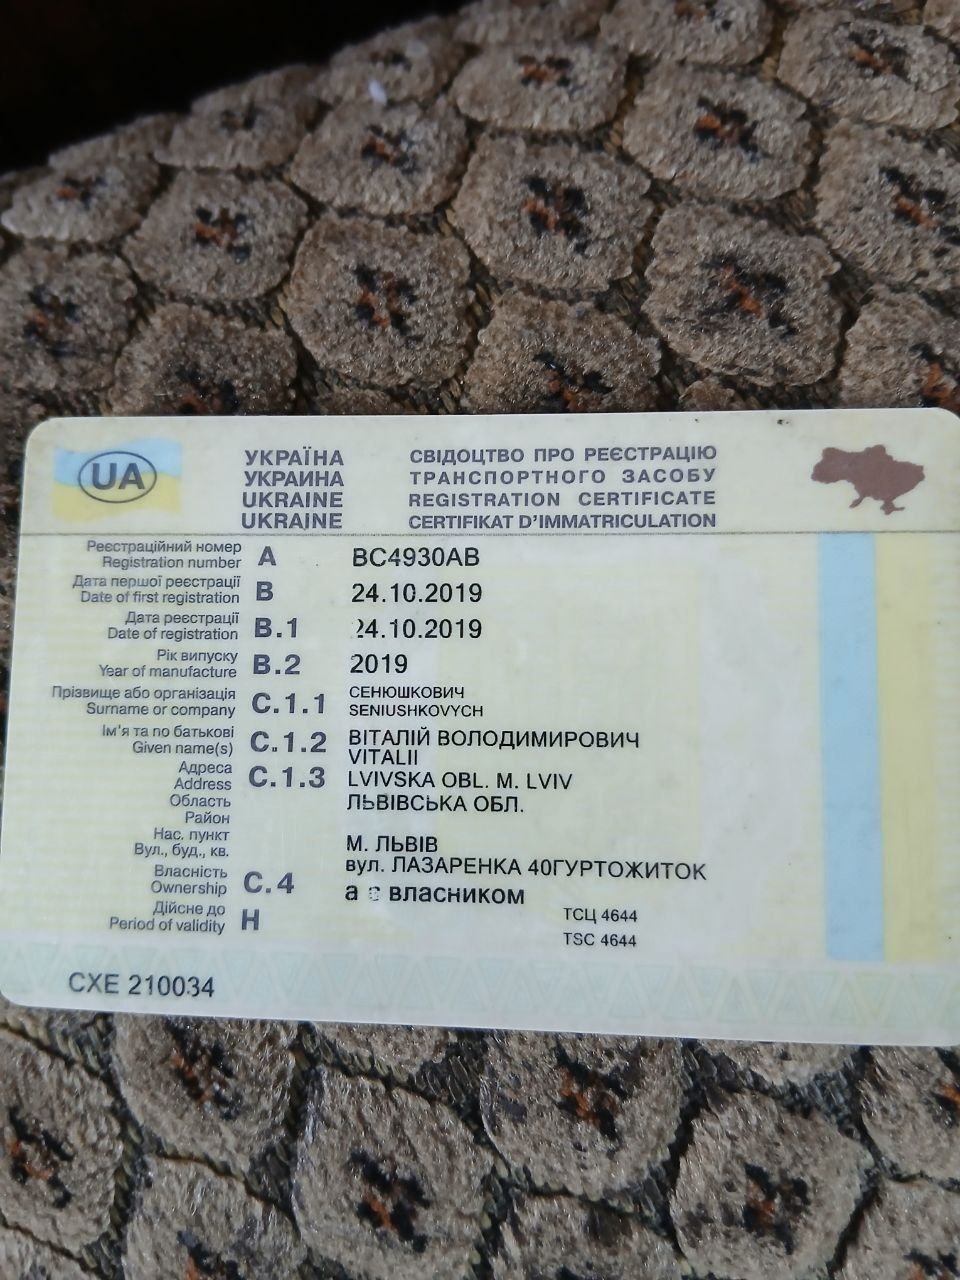 UA
УКРАЇНА
УКРАИНА
UKRAINE
UKRAINE
СВІДОЦТВО ПРО РЕЄСТРАЦІЮ
ТРАНСПОРТНОГО ЗАСОБУ
REGISTRATION CERTIFICATE
CERTIFIKAT D'IMMATRICULATION
Реєстраційний номер
Registration number A BC4930AB
Дата першої реєстрації
Date of first registration B 24.10.2019
Дата реєстрації
Date of registration B.1 24.10.2019
Рік випуску
Year of manufacture B.2 2019
Прізвище або організація
Surname or company C.1.1 СЕНЮШКОВИЧ
SENIUSHKOVYCH
Ім'я та по батькові
Given name(s) C.1.2 ВІТАЛІЙ ВОЛОДИМИРОВИЧ
VITALII
Адреса
Address C.1.3 LVIVSKA OBL. M. LVIV
Область ЛЬВІВСЬКА ОБЛ.
Район
Нас. пункт М. ЛЬВІВ
Вул., буд., кв. вул. ЛАЗАРЕНКА 40ГУРТОЖИТОК
Власність
Ownership C.4 а є власником
Дійсне до
Period of validity H
ТСЦ 4644
TSC 4644
CXE 210034